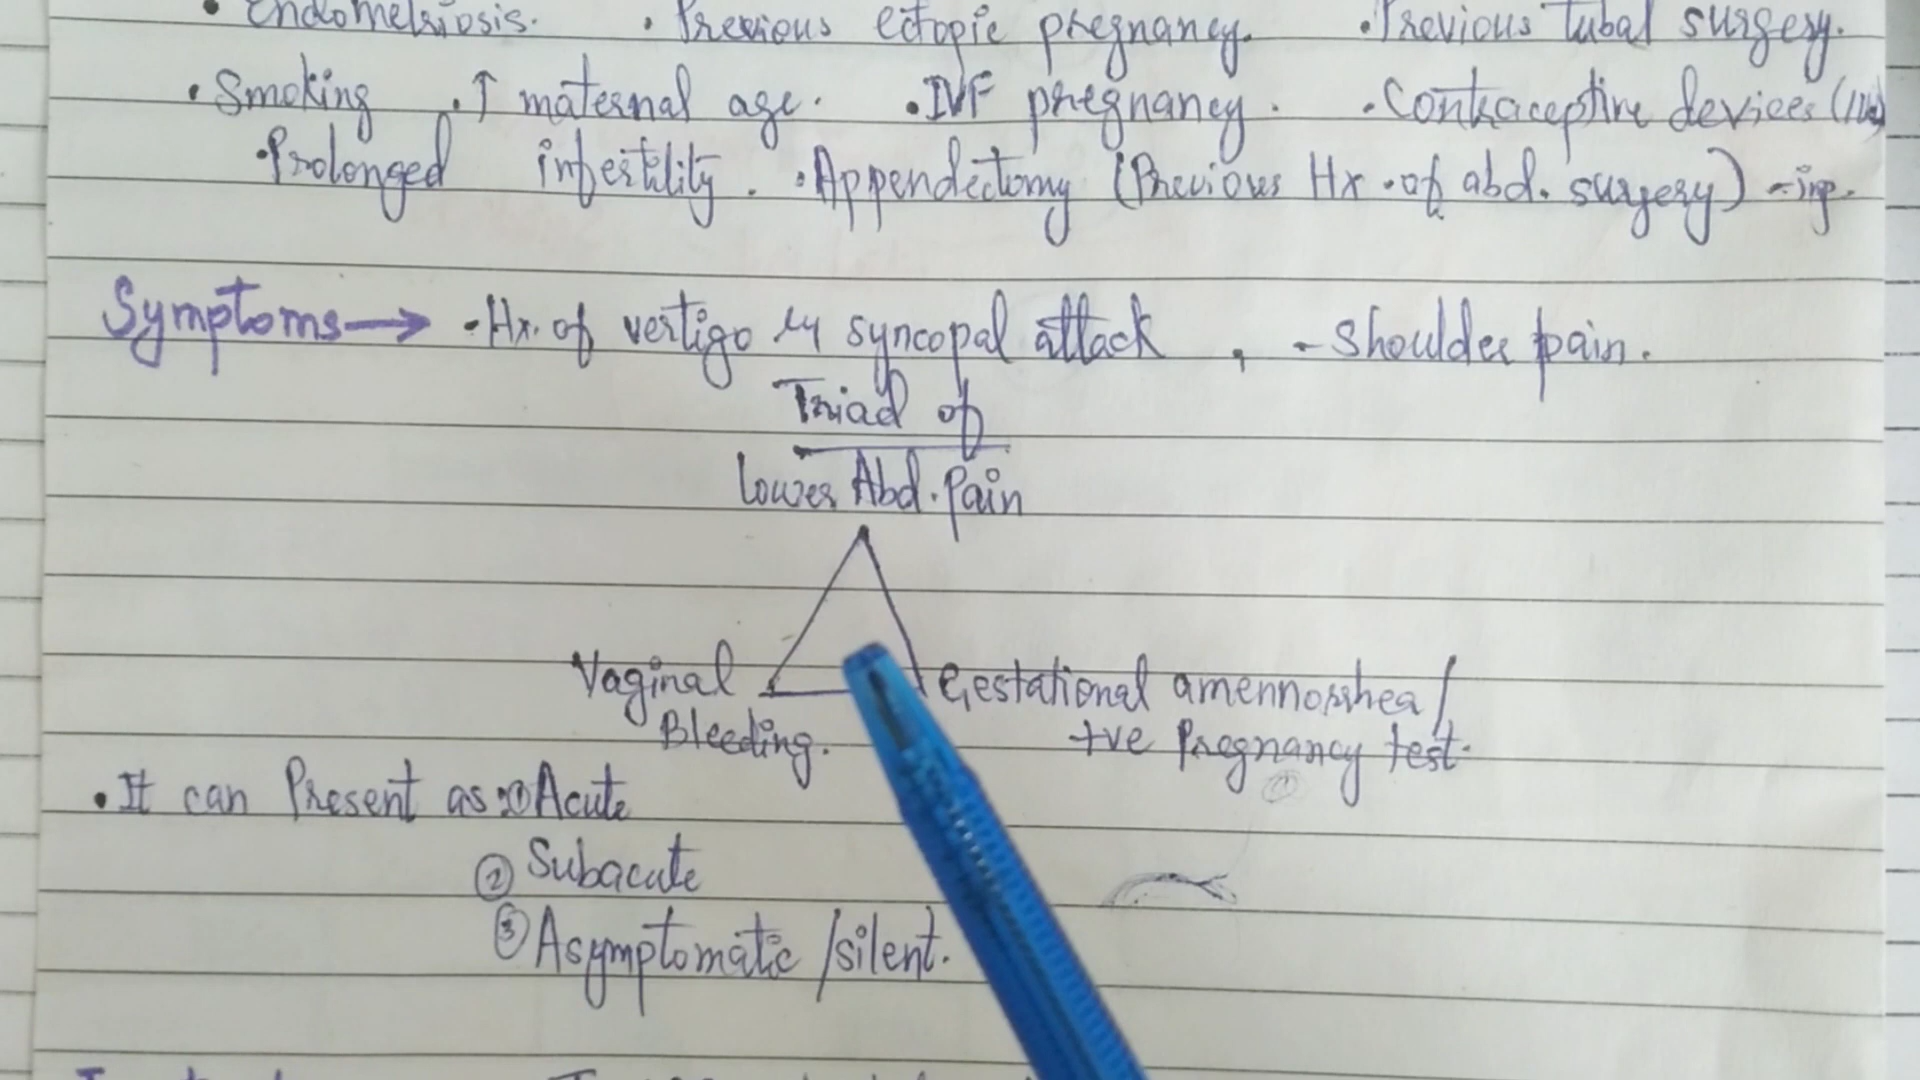 • Endometriosis. • Previous ectopic pregnancy. • Previous tubal surgery.
• Smoking • ↑ maternal age. • IVF pregnancy. • Contraceptive devices
• Prolonged infertility. • Appendectomy (Previous Hx. of abd. surgery) - imp.
Symptoms → - Hx. of vertigo syncopal attack, - Shoulder pain.
Triad of
Lower Abd. Pain
Vaginal Gestational amennorrhea /
Bleeding. +ve Pregnancy test.
• It can Present as: ① Acute
② Subacute
③ Asymptomatic / silent.